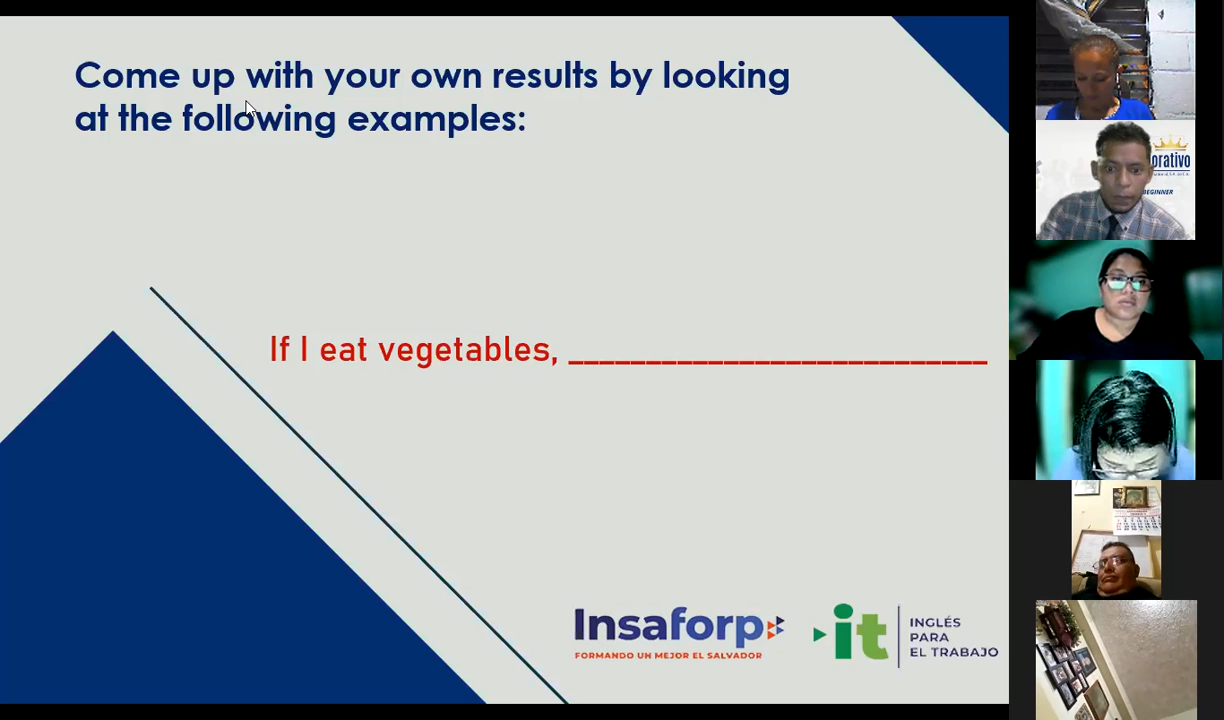 Come up with your own results by looking
at the following examples:
If I eat vegetables, ___________________________
Insaforp
FORMANDO UN MEJOR EL SALVADOR
it
INGLÉS
PARA
EL TRABAJO
orativo
BEGINNER